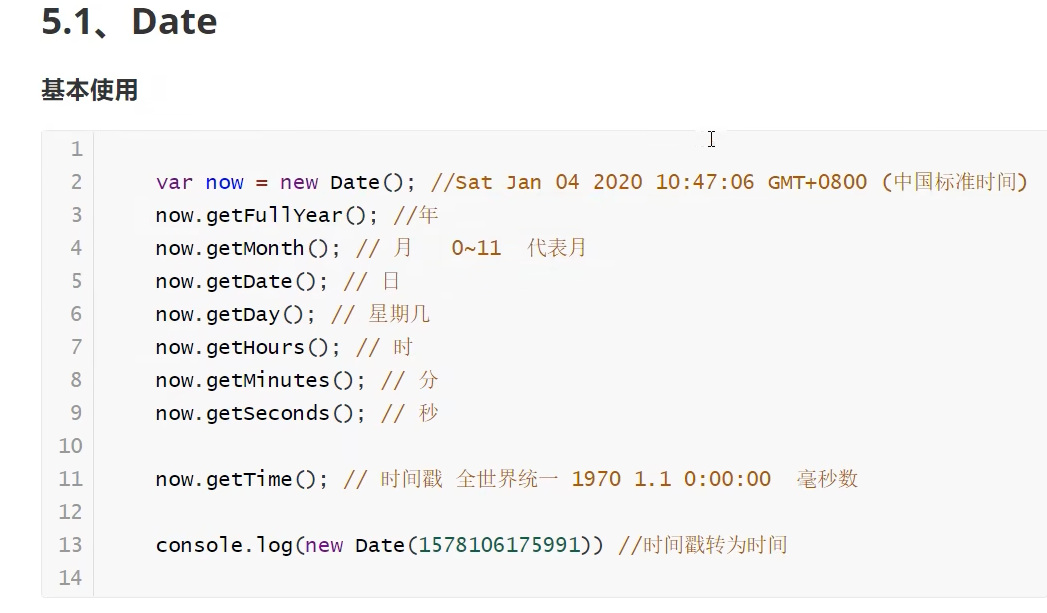 5.1、Date
基本使用
1
2 var now = new Date(); //Sat Jan 04 2020 10:47:06 GMT+0800 (中国标准时间)
3 now.getFullYear(); //年
4 now.getMonth(); // 月 0~11 代表月
5 now.getDate(); // 日
6 now.getDay(); // 星期几
7 now.getHours(); // 时
8 now.getMinutes(); // 分
9 now.getSeconds(); // 秒
10
11 now.getTime(); // 时间戳 全世界统一 1970 1.1 0:00:00 毫秒数
12
13 console.log(new Date(1578106175991)) //时间戳转为时间
14